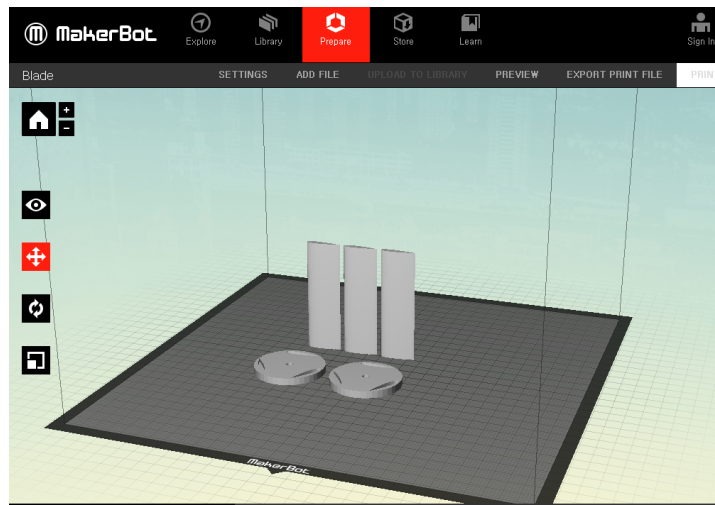 MakerBot
Explore
Library
Prepare
Store
Learn
Sign In
Blade
SETTINGS
ADD FILE
UPLOAD TO LIBRARY
PREVIEW
EXPORT PRINT FILE
PRIN
+
−
MakerBot